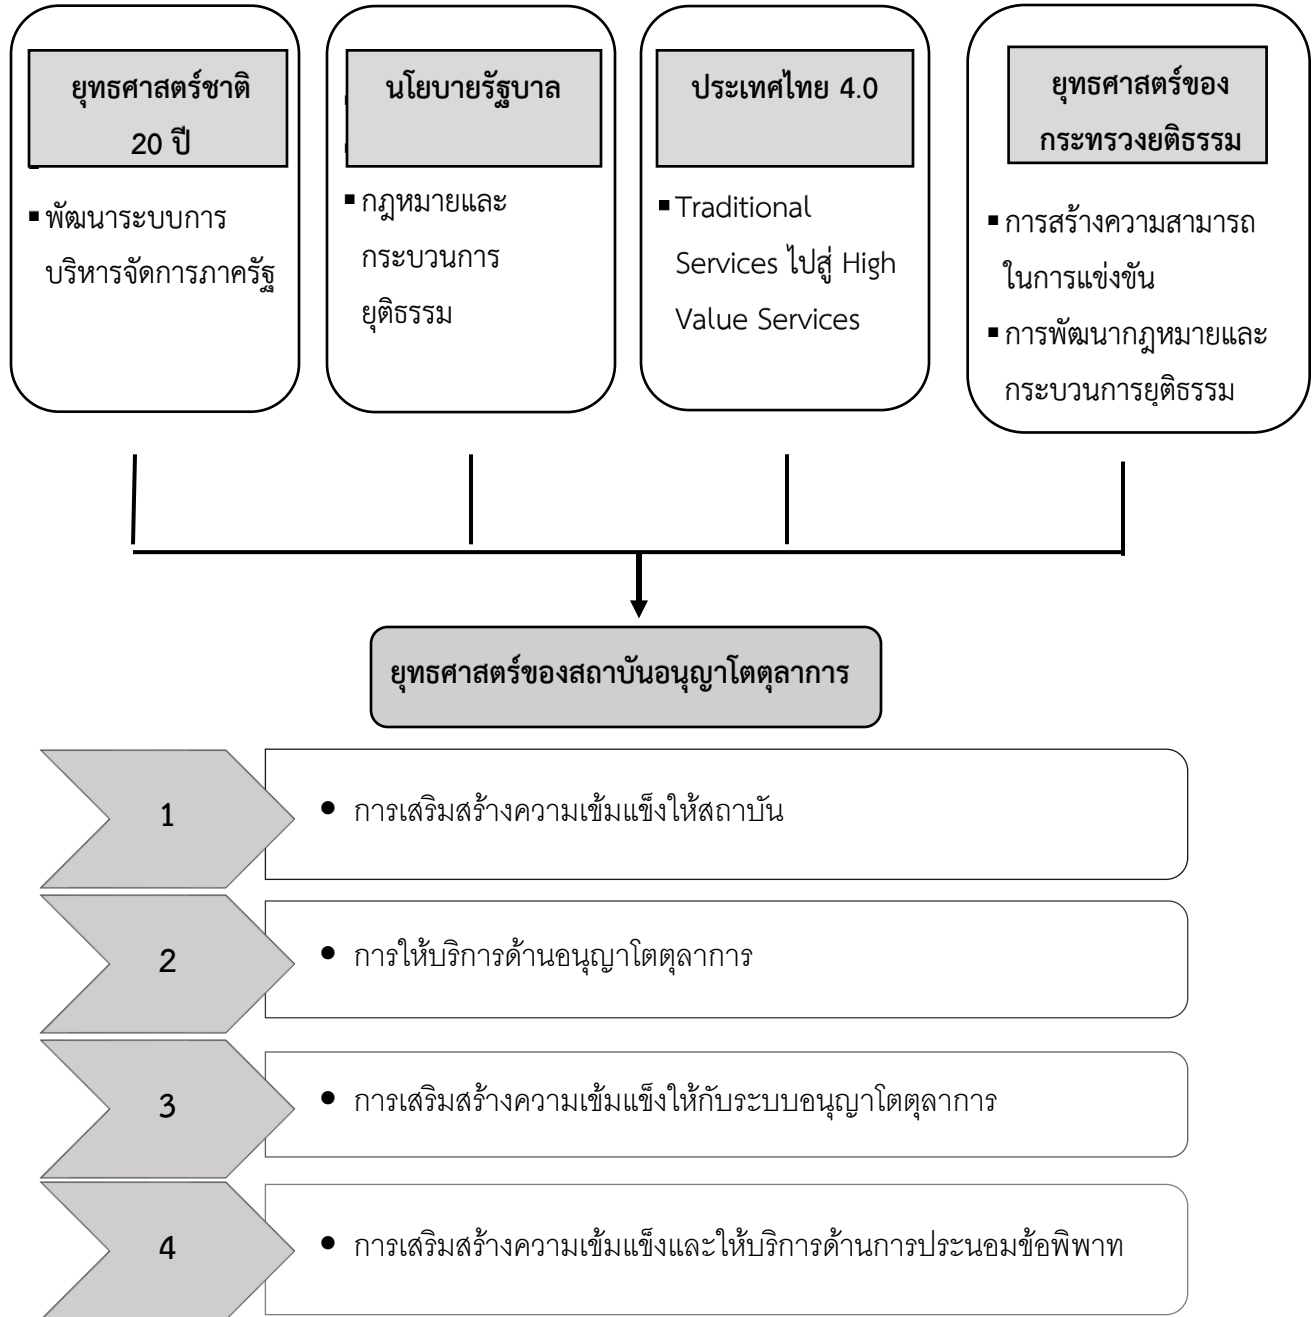 ยุทธศาสตร์ชาติ
20 ปี
▪ พัฒนาระบบการ
บริหารจัดการภาครัฐ
นโยบายรัฐบาล
▪ กฎหมายและ
กระบวนการ
ยุติธรรม
ประเทศไทย 4.0
▪ Traditional
Services ไปสู่ High
Value Services
ยุทธศาสตร์ของ
กระทรวงยติธรรม
▪ การสร้างความสามารถ
ในการแข่งขัน
▪ การพัฒนากฎหมายและ
กระบวนการยุติธรรม
ยุทธศาสตร์ของสถาบันอนุญาโตตุลาการ
1
• การเสริมสร้างความเข้มแข็งให้สถาบัน
2
• การให้บริการด้านอนุญาโตตุลาการ
3
• การเสริมสร้างความเข้มแข็งให้กับระบบอนุญาโตตุลาการ
4
• การเสริมสร้างความเข้มแข็งและให้บริการด้านการประนอมข้อพิพาท